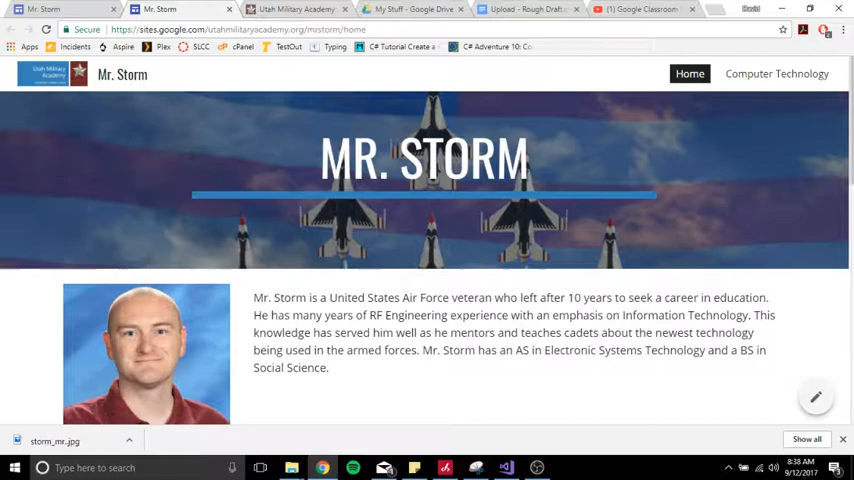 Mr. Storm
Mr. Storm
Utah Military Academy
My Stuff - Google Drive
Upload - Rough Draft:
(1) Google Classroom
David
Secure
https://sites.google.com/utahmilitaryacademy.org/mrstorm/home
Apps
Incidents
Aspire
Plex
SLCC
cPanel
TestOut
C# Tutorial Create a
C# Adventure 10: Co
Utah Military
Academy
Mr. Storm
Home
Computer Technology
MR. STORM
Mr. Storm is a United States Air Force veteran who left after 10 years to seek a career in education.
He has many years of RF Engineering experience with an emphasis on Information Technology. This
knowledge has served him well as he mentors and teaches cadets about the newest technology
being used in the armed forces. Mr. Storm has an AS in Electronic Systems Technology and a BS in
Social Science.
storm_mr.jpg
Show all
Type here to search
8:38 AM
9/12/2017